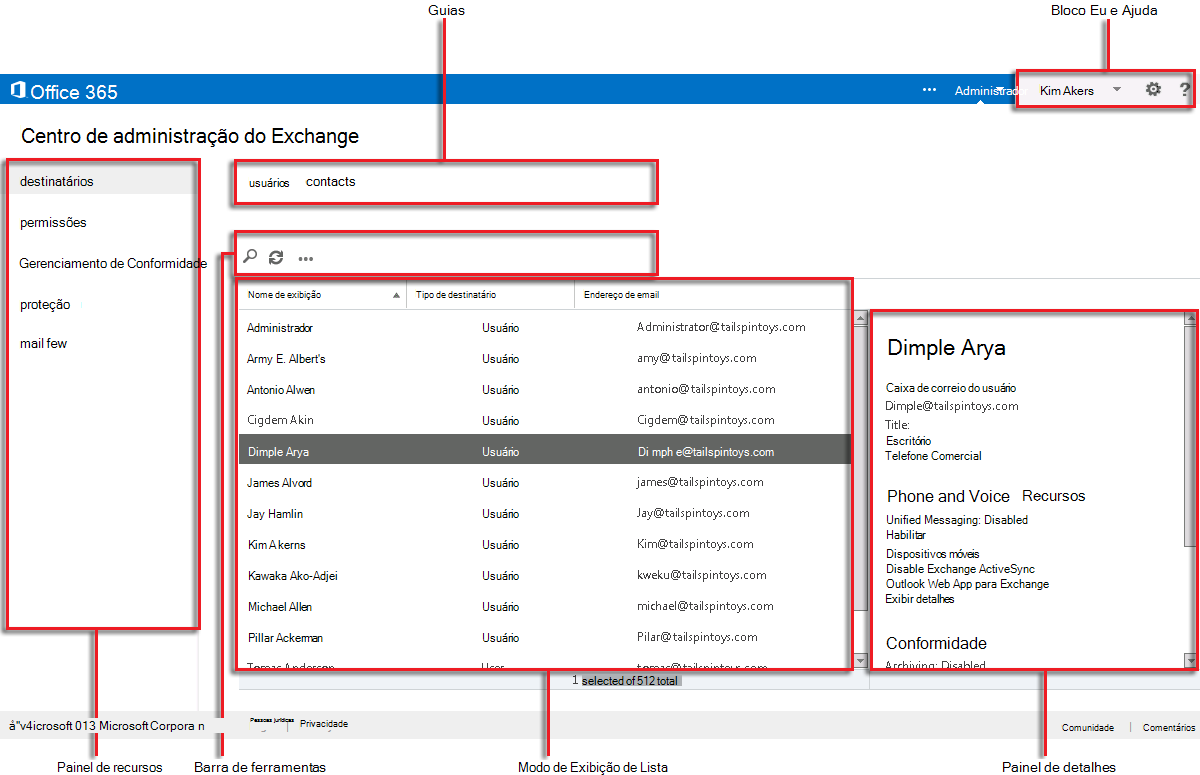 Guias
Bloco Eu e Ajuda
Office 365
Administrador
Kim Akers
?
Centro de administração do Exchange
destinatários
permissões
Gerenciamento de Conformidade
proteção
mail few
usuários contacts
Nome de exibição Tipo de destinatário Endereço de email
Administrador Usuário Administrator@tailspintoys.com
Army E. Albert's Usuário amy@tailspintoys.com
Antonio Alwen Usuário antonio@tailspintoys.com
Cigdem Akin Usuário Cigdem@tailspintoys.com
Dimple Arya Usuário Di mph e@tailspintoys.com
James Alvord Usuário james@tailspintoys.com
Jay Hamlin Usuário Jay@tailspintoys.com
Kim Akerns Usuário Kim@tailspintoys.com
Kawaka Ako-Adjei Usuário kweku@tailspintoys.com
Michael Allen Usuário michael@tailspintoys.com
Pillar Ackerman Usuário Pilar@tailspintoys.com
Tomas Anderson User tomas@tailspintoys.com
1 selected of 512 total
Dimple Arya
Caixa de correio do usuário
Dimple@tailspintoys.com
Title:
Escritório
Telefone Comercial
Phone and Voice Recursos
Unified Messaging: Disabled
Habilitar
Dispositivos móveis
Disable Exchange ActiveSync
Outlook Web App para Exchange
Exibir detalhes
Conformidade
Archiving: Disabled
å"v4icrosoft 013 Microsoft Corpora n
Pessoas jurídicas
Privacidade
Comunidade | Comentários
Painel de recursos
Barra de ferramentas
Modo de Exibição de Lista
Painel de detalhes